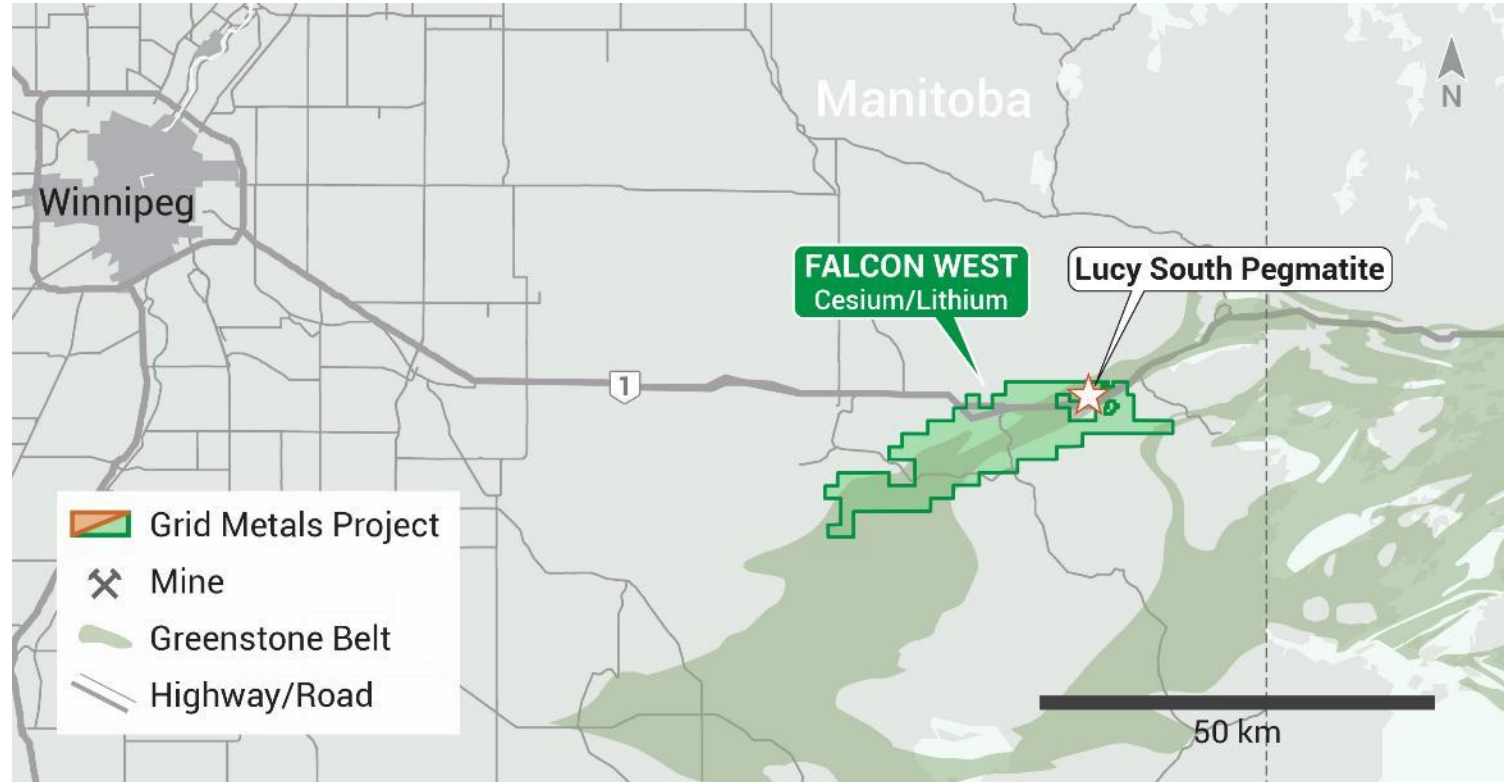 Manitoba
N
Winnipeg
FALCON WEST
Cesium/Lithium
Lucy South Pegmatite
1
Grid Metals Project
Mine
Greenstone Belt
Highway/Road
50 km